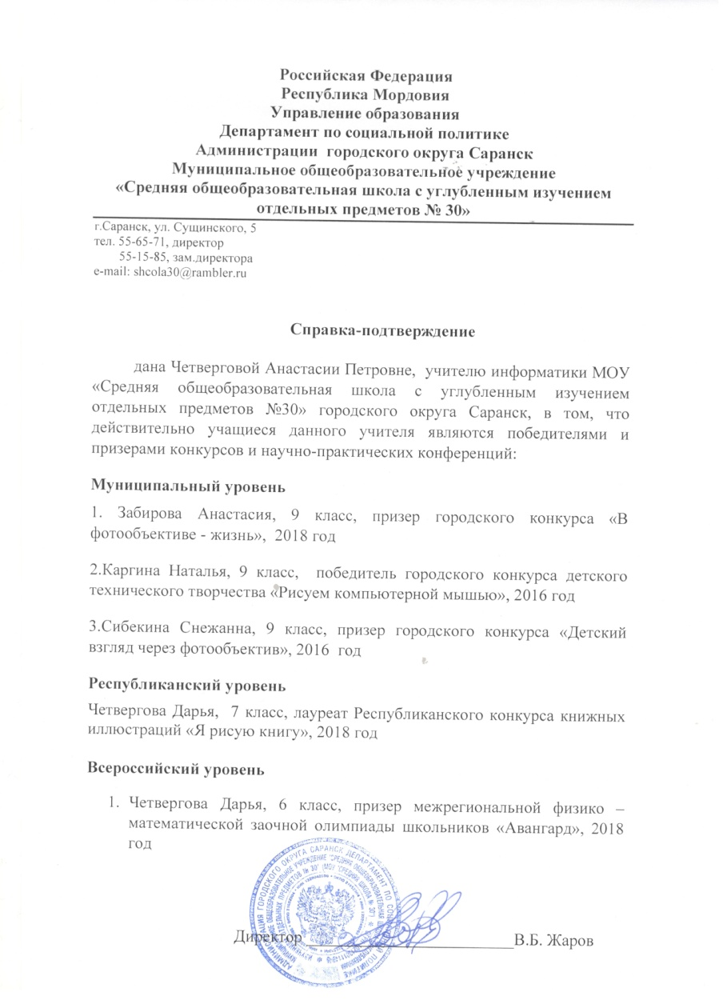 Российская Федерация
Республика Мордовия
Управление образования
Департамент по социальной политике
Администрации городского округа Саранск
Муниципальное общеобразовательное учреждение
«Средняя общеобразовательная школа с углубленным изучением
отдельных предметов № 30»
г.Саранск, ул. Сущинского, 5
тел. 55-65-71, директор
55-15-85, зам.директора
e-mail: shcola30@rambler.ru
Справка-подтверждение
дана Четверговой Анастасии Петровне, учителю информатики МОУ
«Средняя общеобразовательная школа с углубленным изучением
отдельных предметов №30» городского округа Саранск, в том, что
действительно учащиеся данного учителя являются победителями и
призерами конкурсов и научно-практических конференций:
Муниципальный уровень
1. Забирова Анастасия, 9 класс, призер городского конкурса «В
фотообъективе - жизнь», 2018 год
2.Каргина Наталья, 9 класс, победитель городского конкурса детского
технического творчества «Рисуем компьютерной мышью», 2016 год
3.Сибекина Снежанна, 9 класс, призер городского конкурса «Детский
взгляд через фотообъектив», 2016 год
Республиканский уровень
Четвергова Дарья, 7 класс, лауреат Республиканского конкурса книжных
иллюстраций «Я рисую книгу», 2018 год
Всероссийский уровень
1. Четвергова Дарья, 6 класс, призер межрегиональной физико –
математической заочной олимпиады школьников «Авангард», 2018
год
Директор В.Б. Жаров